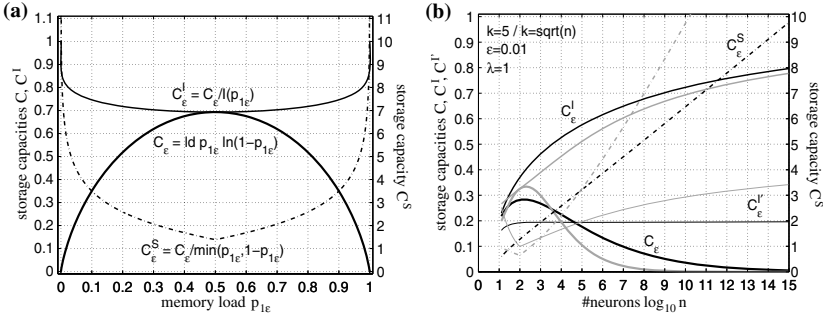 (a)
storage capacities C, C^I
1.1
1
0.9
0.8
0.7
0.6
0.5
0.4
0.3
0.2
0.1
0
C_ε^I = C_ε/I(p_1ε)
C_ε = ld p_1ε ln(1−p_1ε)
C_ε^S = C_ε/min(p_1ε,1−p_1ε)
11
10
9
8
7
6
5
4
3
2
1
0
storage capacity C^S
0 0.1 0.2 0.3 0.4 0.5 0.6 0.7 0.8 0.9 1
memory load p_1ε
(b)
storage capacities C, C^I, C^I'
1
0.9
0.8
0.7
0.6
0.5
0.4
0.3
0.2
0.1
0
k=5 / k=sqrt(n)
ε=0.01
λ=1
C_ε^S
C_ε^I
C_ε^I'
C_ε
10
9
8
7
6
5
4
3
2
1
0
storage capacity C^S
0 1 2 3 4 5 6 7 8 9 10 11 12 13 14 15
#neurons log_10 n